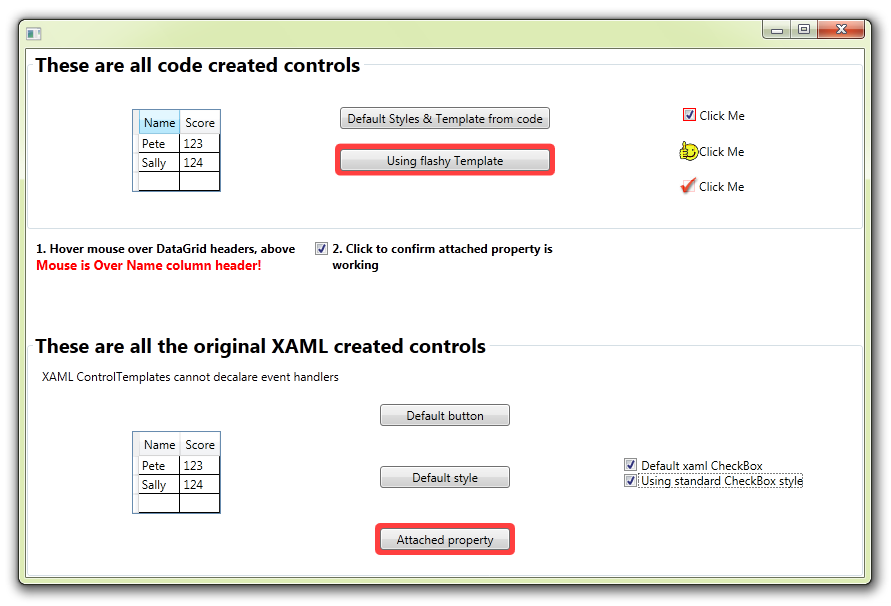 These are all code created controls
Name Score
Pete 123
Sally 124
Default Styles & Template from code
Using flashy Template
Click Me
Click Me
Click Me
1. Hover mouse over DataGrid headers, above
Mouse is Over Name column header!
2. Click to confirm attached property is
working
These are all the original XAML created controls
XAML ControlTemplates cannot decalare event handlers
Name Score
Pete 123
Sally 124
Default button
Default style
Attached property
Default xaml CheckBox
Using standard CheckBox style